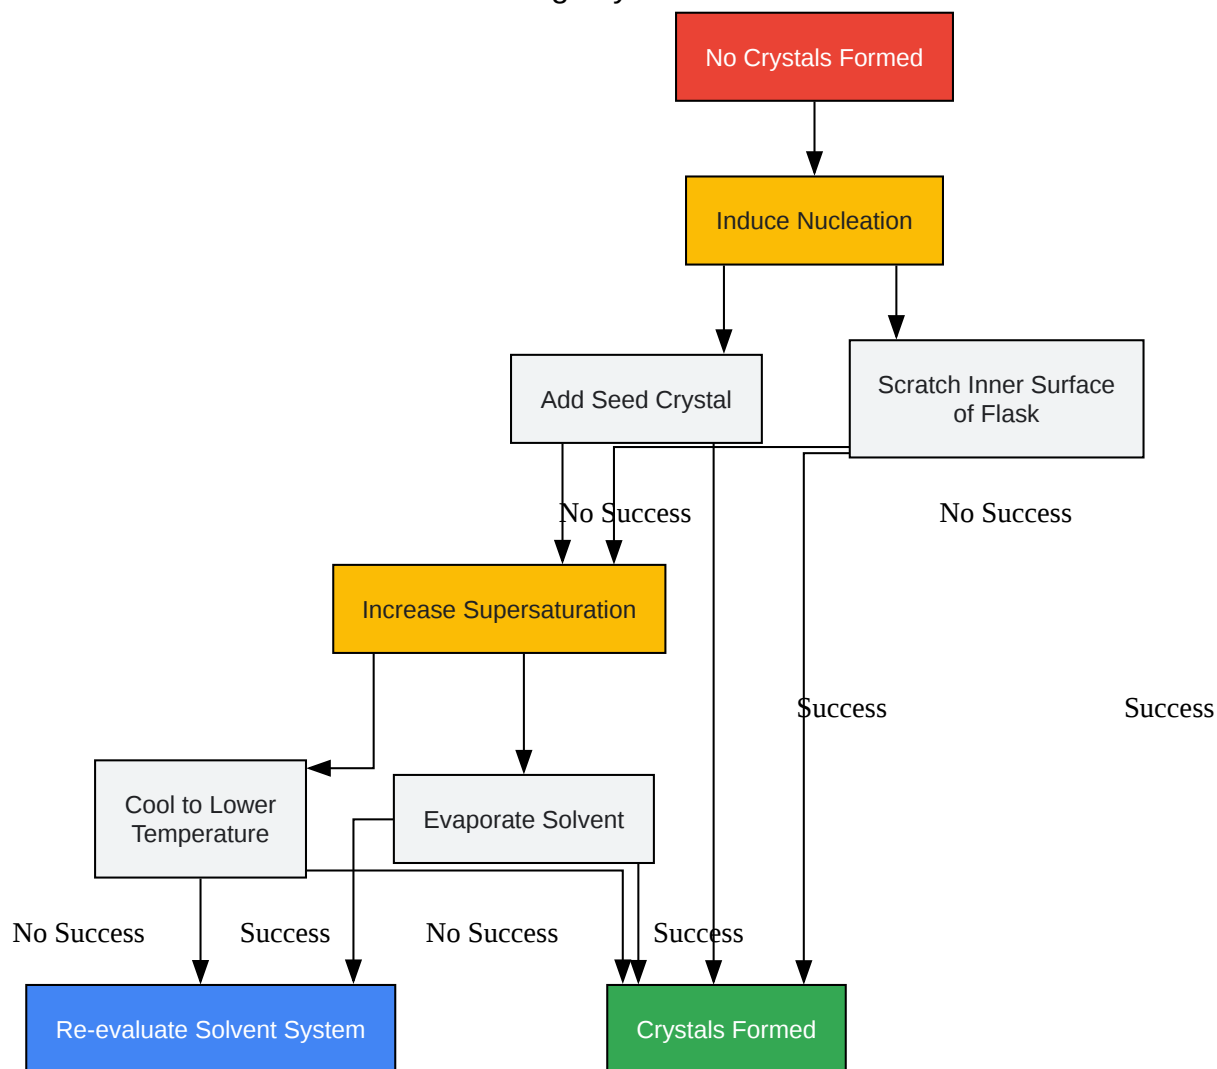 No Crystals Formed
Induce Nucleation
Add Seed Crystal
Scratch Inner Surface
of Flask
No Success
No Success
Increase Supersaturation
Success
Success
Cool to Lower
Temperature
Evaporate Solvent
No Success
Success
No Success
Success
Re-evaluate Solvent System
Crystals Formed